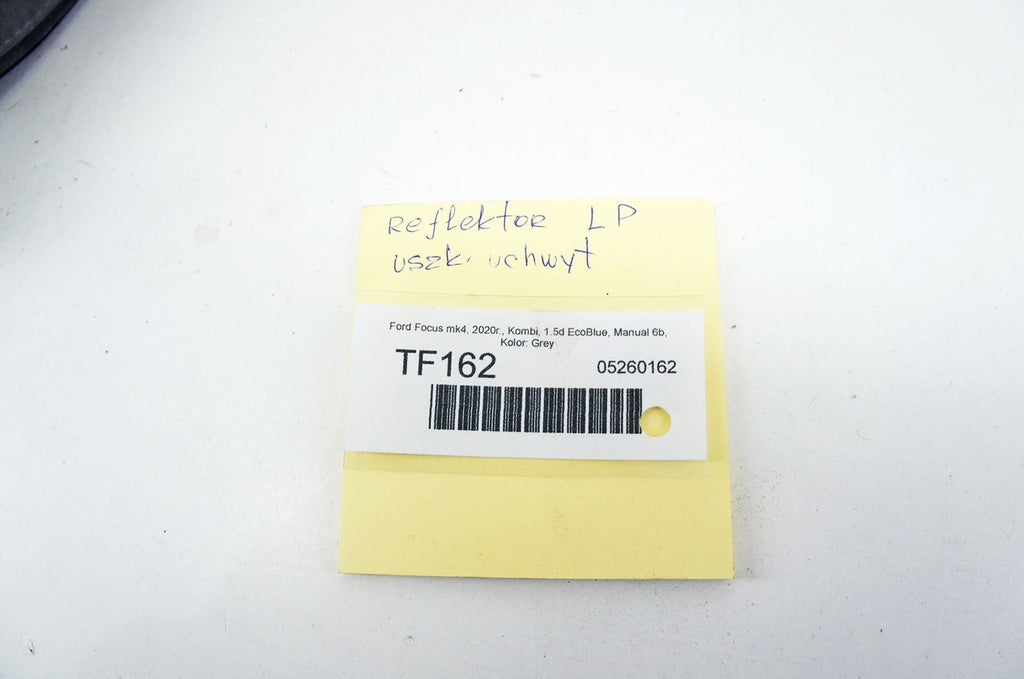 Reflektor LP
uszk. uchwyt
Ford Focus mk4, 2020r., Kombi, 1.5d EcoBlue, Manual 6b,
Kolor: Grey
TF162 05260162